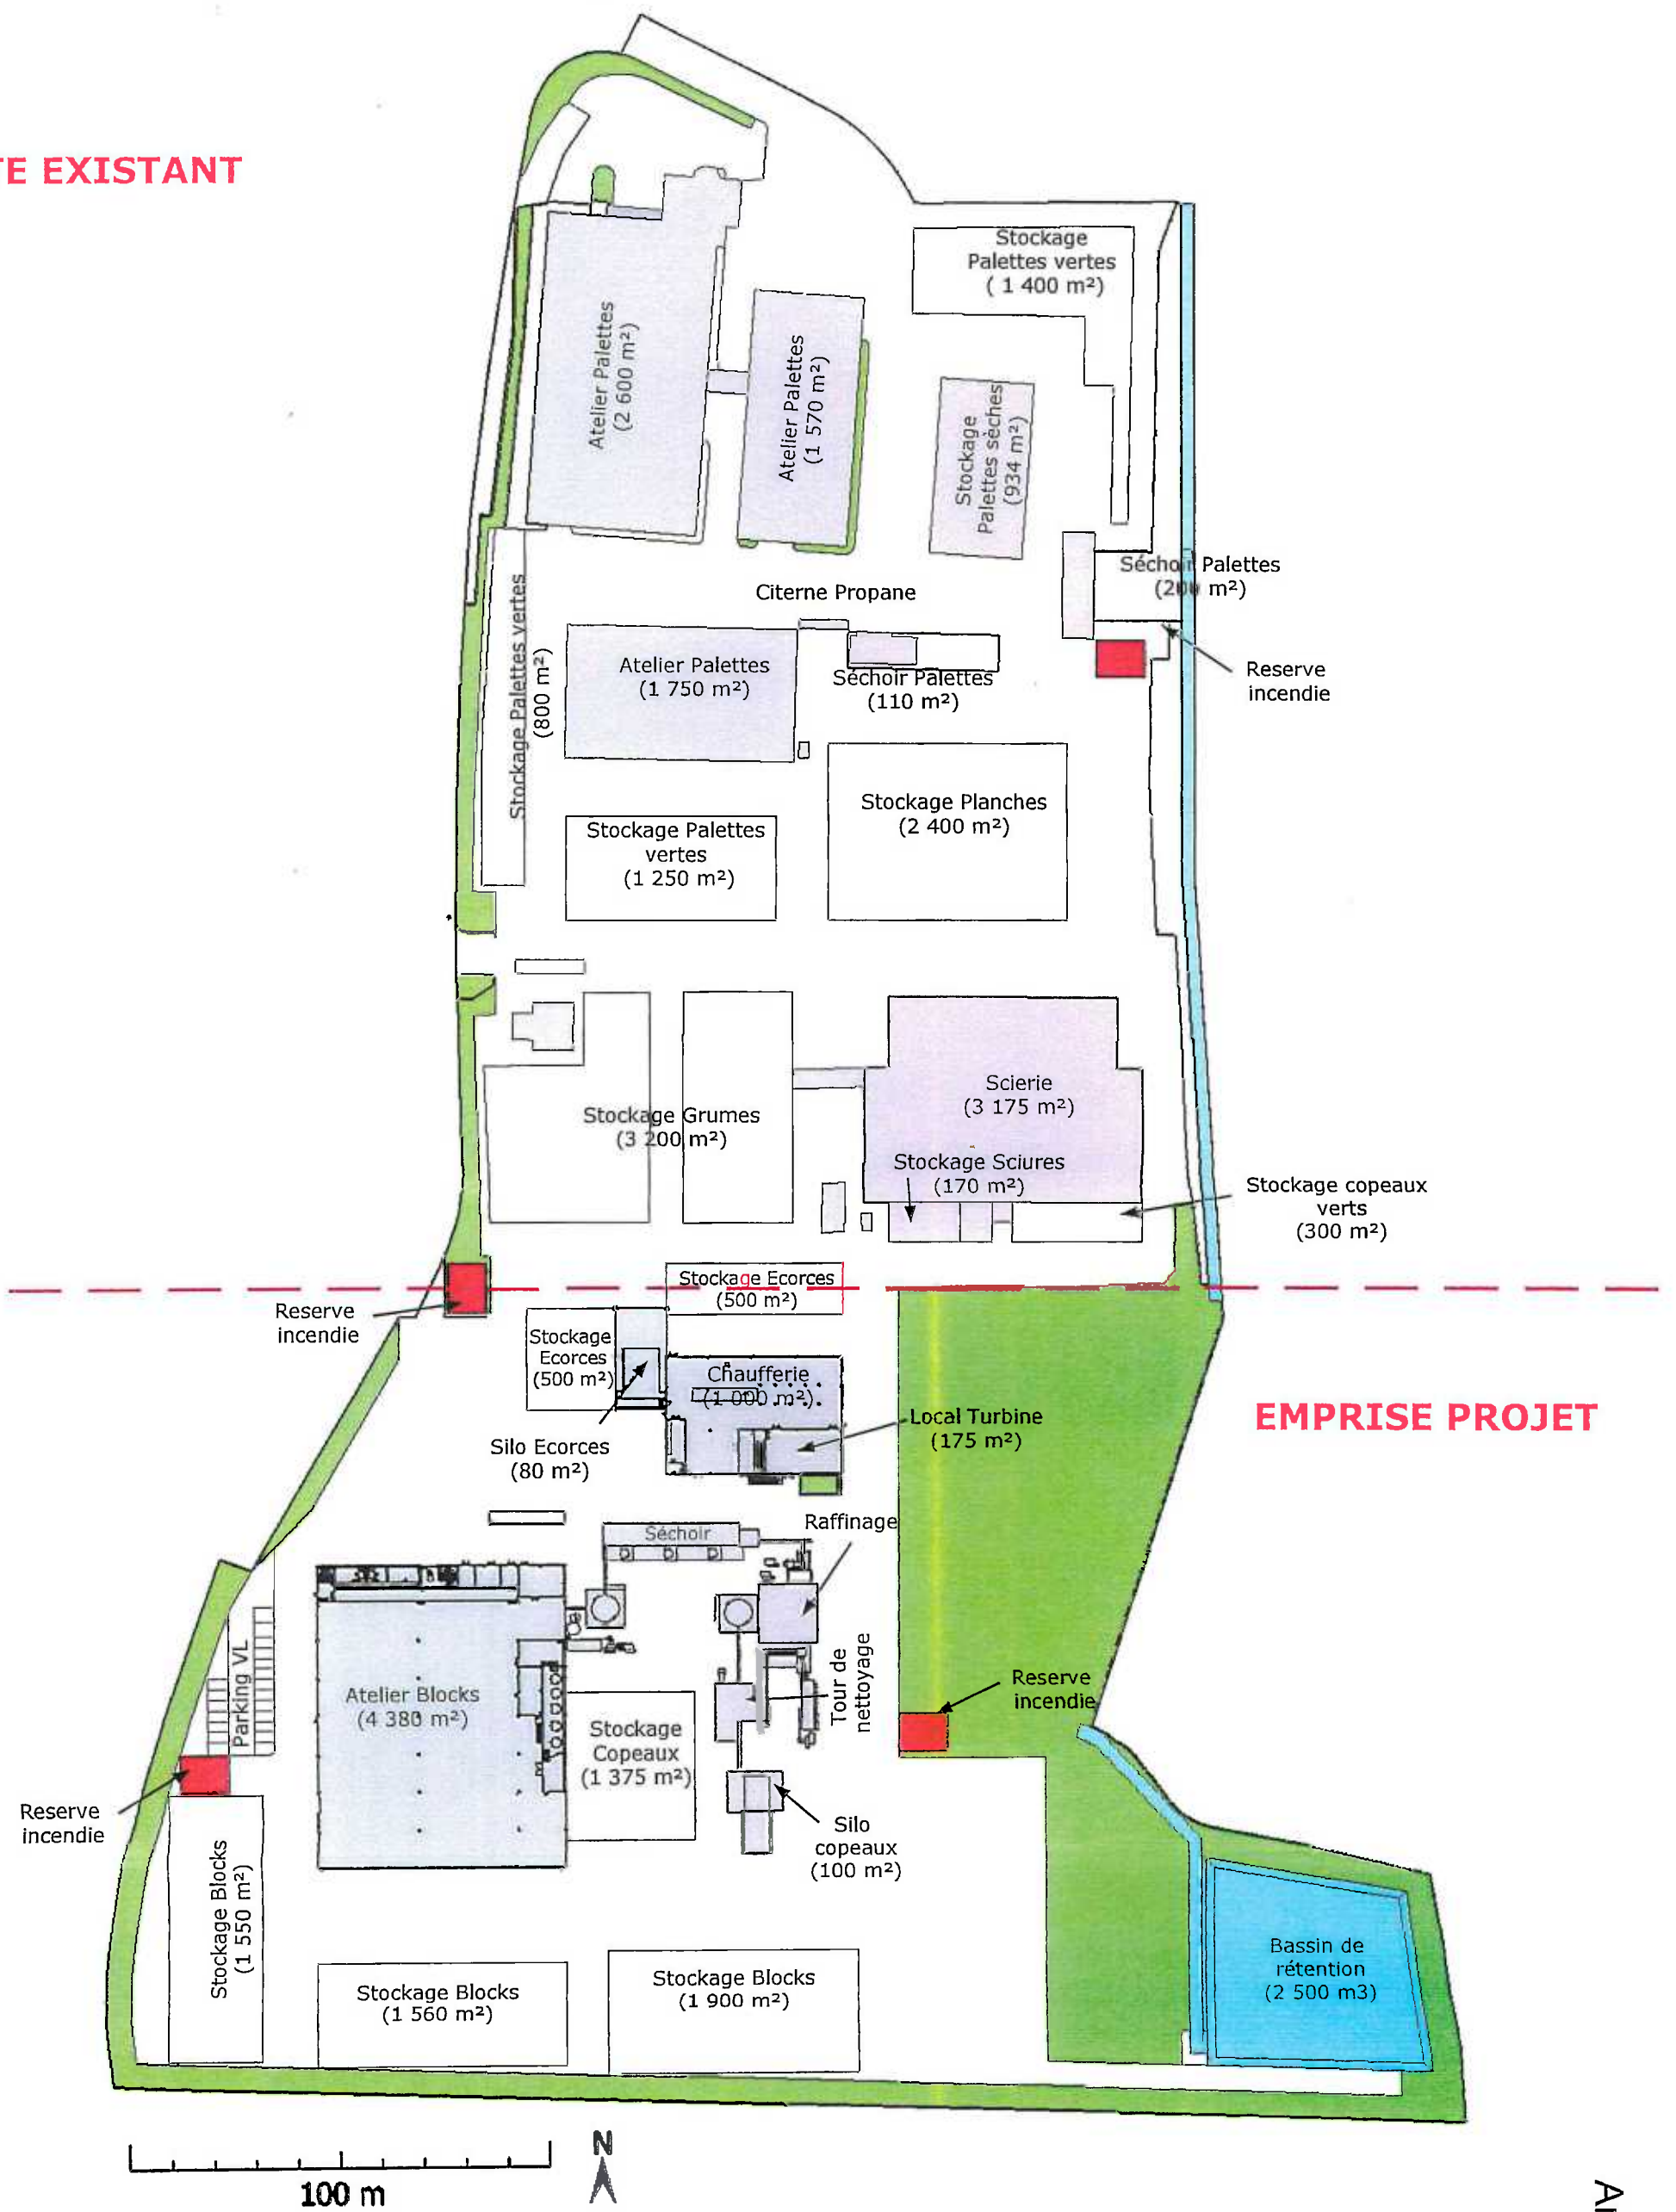 TE EXISTANT
Stockage
Palettes vertes
( 1 400 m²)
Atelier Palettes
(2 600 m²)
Atelier Palettes
(1 570 m²)
Stockage
Palettes sèches
(934 m²)
Séchoir Palettes
(200 m²)
Citerne Propane
Stockage Palettes vertes
(800 m²)
Atelier Palettes
(1 750 m²)
Séchoir Palettes
(110 m²)
Reserve
incendie
Stockage Planches
(2 400 m²)
Stockage Palettes
vertes
(1 250 m²)
Scierie
(3 175 m²)
Stockage Grumes
(3 200 m²)
Stockage Sciures
(170 m²)
Stockage copeaux
verts
(300 m²)
Stockage Ecorces
(500 m²)
Reserve
incendie
Stockage
Ecorces
(500 m²)
Chaufferie
(1 000 m²)
EMPRISE PROJET
Local Turbine
(175 m²)
Silo Ecorces
(80 m²)
Raffinage
Séchoir
Parking VL
Atelier Blocks
(4 380 m²)
Tour de
nettoyage
Reserve
incendie
Stockage
Copeaux
(1 375 m²)
Reserve
incendie
Silo
copeaux
(100 m²)
Stockage Blocks
(1 550 m²)
Bassin de
rétention
(2 500 m3)
Stockage Blocks
(1 560 m²)
Stockage Blocks
(1 900 m²)
100 m
N